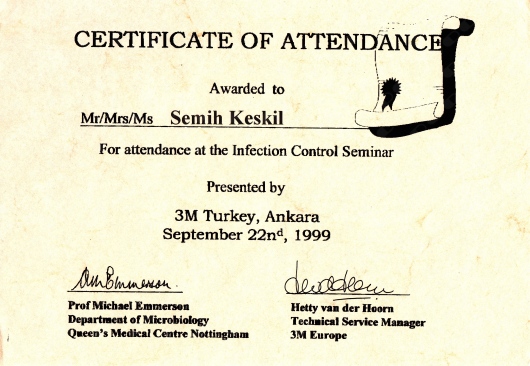 CERTIFICATE OF ATTENDANCE
Awarded to
Mr/Mrs/Ms Semih Keskil
For attendance at the Infection Control Seminar
Presented by
3M Turkey, Ankara
September 22nd, 1999
Prof Michael Emmerson
Department of Microbiology
Queen's Medical Centre Nottingham
Hetty van der Hoorn
Technical Service Manager
3M Europe